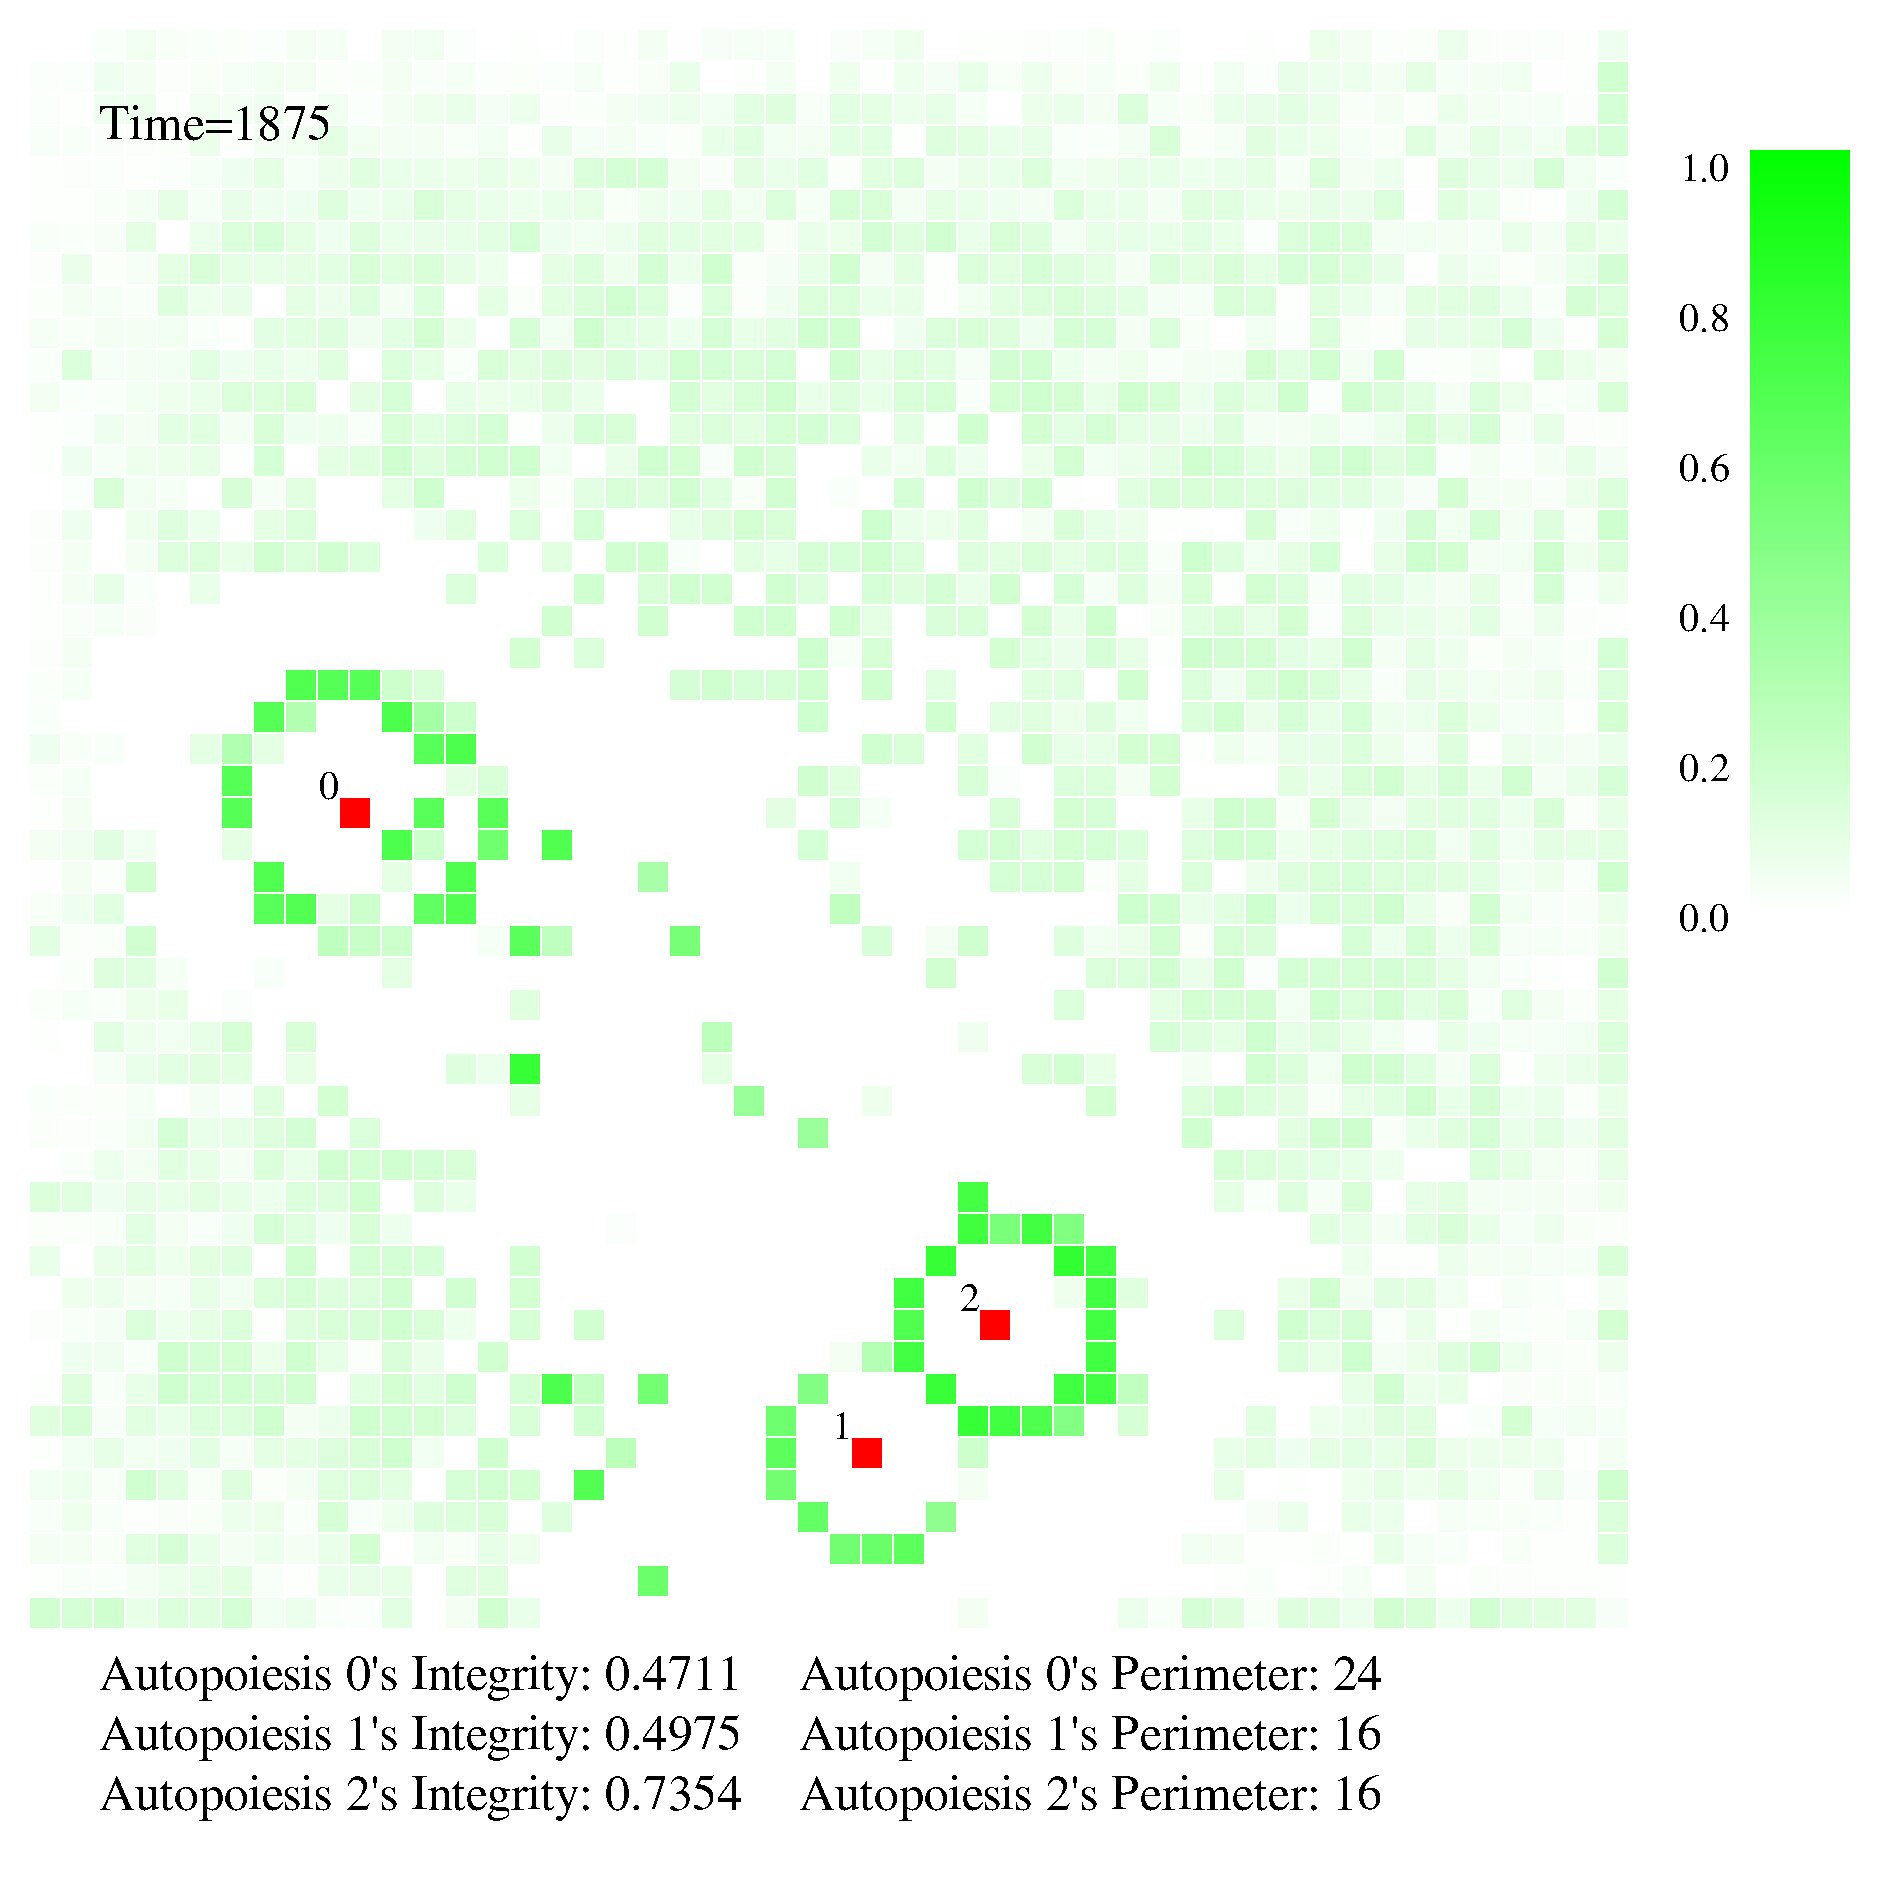 Time=1875
1.0
0.8
0.6
0.4
0.2
0.0
0
2
1
Autopoiesis 0's Integrity: 0.4711 Autopoiesis 0's Perimeter: 24
Autopoiesis 1's Integrity: 0.4975 Autopoiesis 1's Perimeter: 16
Autopoiesis 2's Integrity: 0.7354 Autopoiesis 2's Perimeter: 16